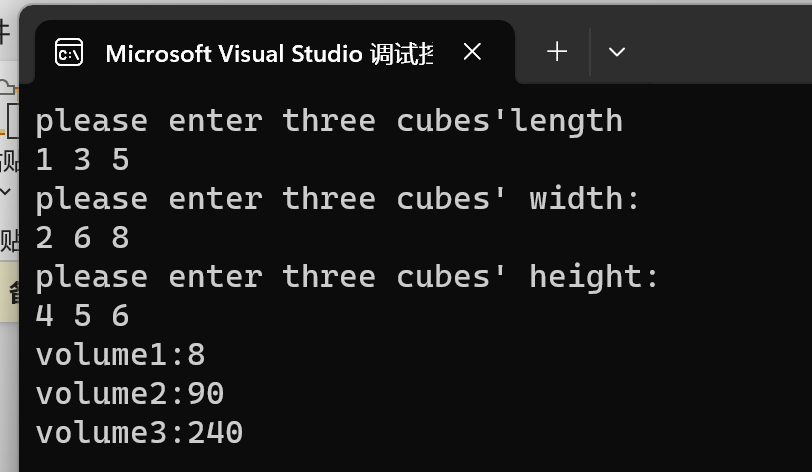 Microsoft Visual Studio 调试
please enter three cubes'length
1 3 5
please enter three cubes' width:
2 6 8
please enter three cubes' height:
4 5 6
volume1:8
volume2:90
volume3:240